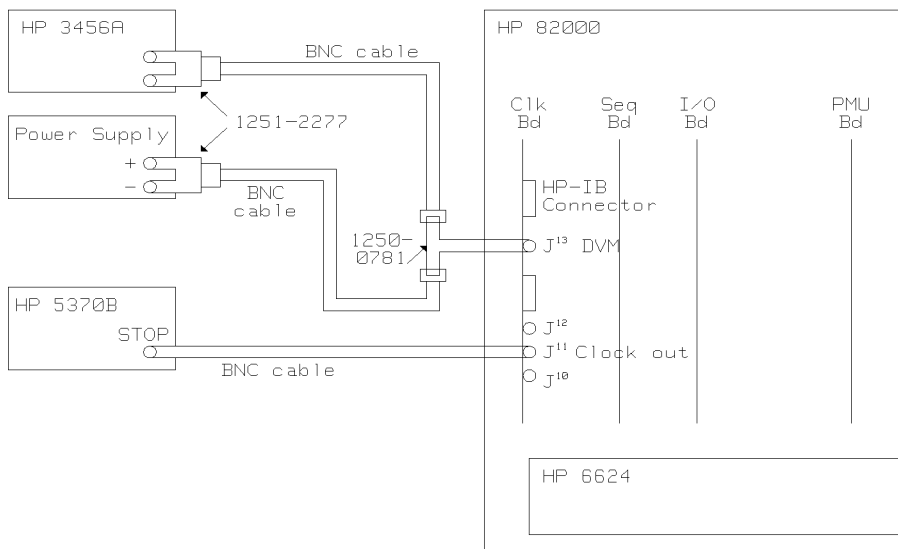 HP 3456A
BNC cable
1251-2277
Power Supply
+
-
BNC
cable
1250-
0781
HP 5370B
STOP
BNC cable
HP 82000
Clk
Bd
Seq
Bd
I/O
Bd
PMU
Bd
HP-IB
Connector
J13 DVM
J12
J11 Clock out
J10
HP 6624